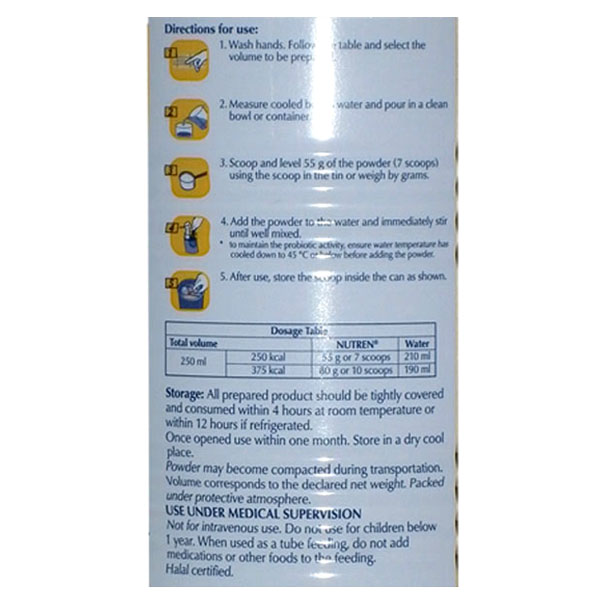 Directions for use:
1. Wash hands. Follow table and select the
volume to be prep
2. Measure cooled b water and pour in a clean
bowl or container
3. Scoop and level 55 g of the powder (7 scoops)
using the scoop in the tin or weigh by grams.
4. Add the powder to the water and immediately stir
until well mixed.
* to maintain the probiotic activity, ensure water temperature has
cooled down to 45 °C or below before adding the powder.
5. After use, store the scoop inside the can as shown.
Dosage Table
Total volume NUTREN® Water
250 ml 250 kcal 55 g or 7 scoops 210 ml
375 kcal 80 g or 10 scoops 190 ml
Storage: All prepared product should be tightly covered
and consumed within 4 hours at room temperature or
within 12 hours if refrigerated.
Once opened use within one month. Store in a dry cool
place.
Powder may become compacted during transportation.
Volume corresponds to the declared net weight. Packed
under protective atmosphere.
USE UNDER MEDICAL SUPERVISION
Not for intravenous use. Do not use for children below
1 year. When used as a tube feeding, do not add
medications or other foods to the feeding.
Halal certified.